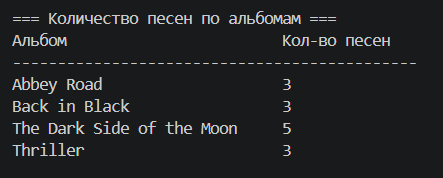 === Количество песен по альбомам ===
Альбом                        Кол-во песен
---------------------------------------------
Abbey Road                    3
Back in Black                 3
The Dark Side of the Moon     5
Thriller                      3